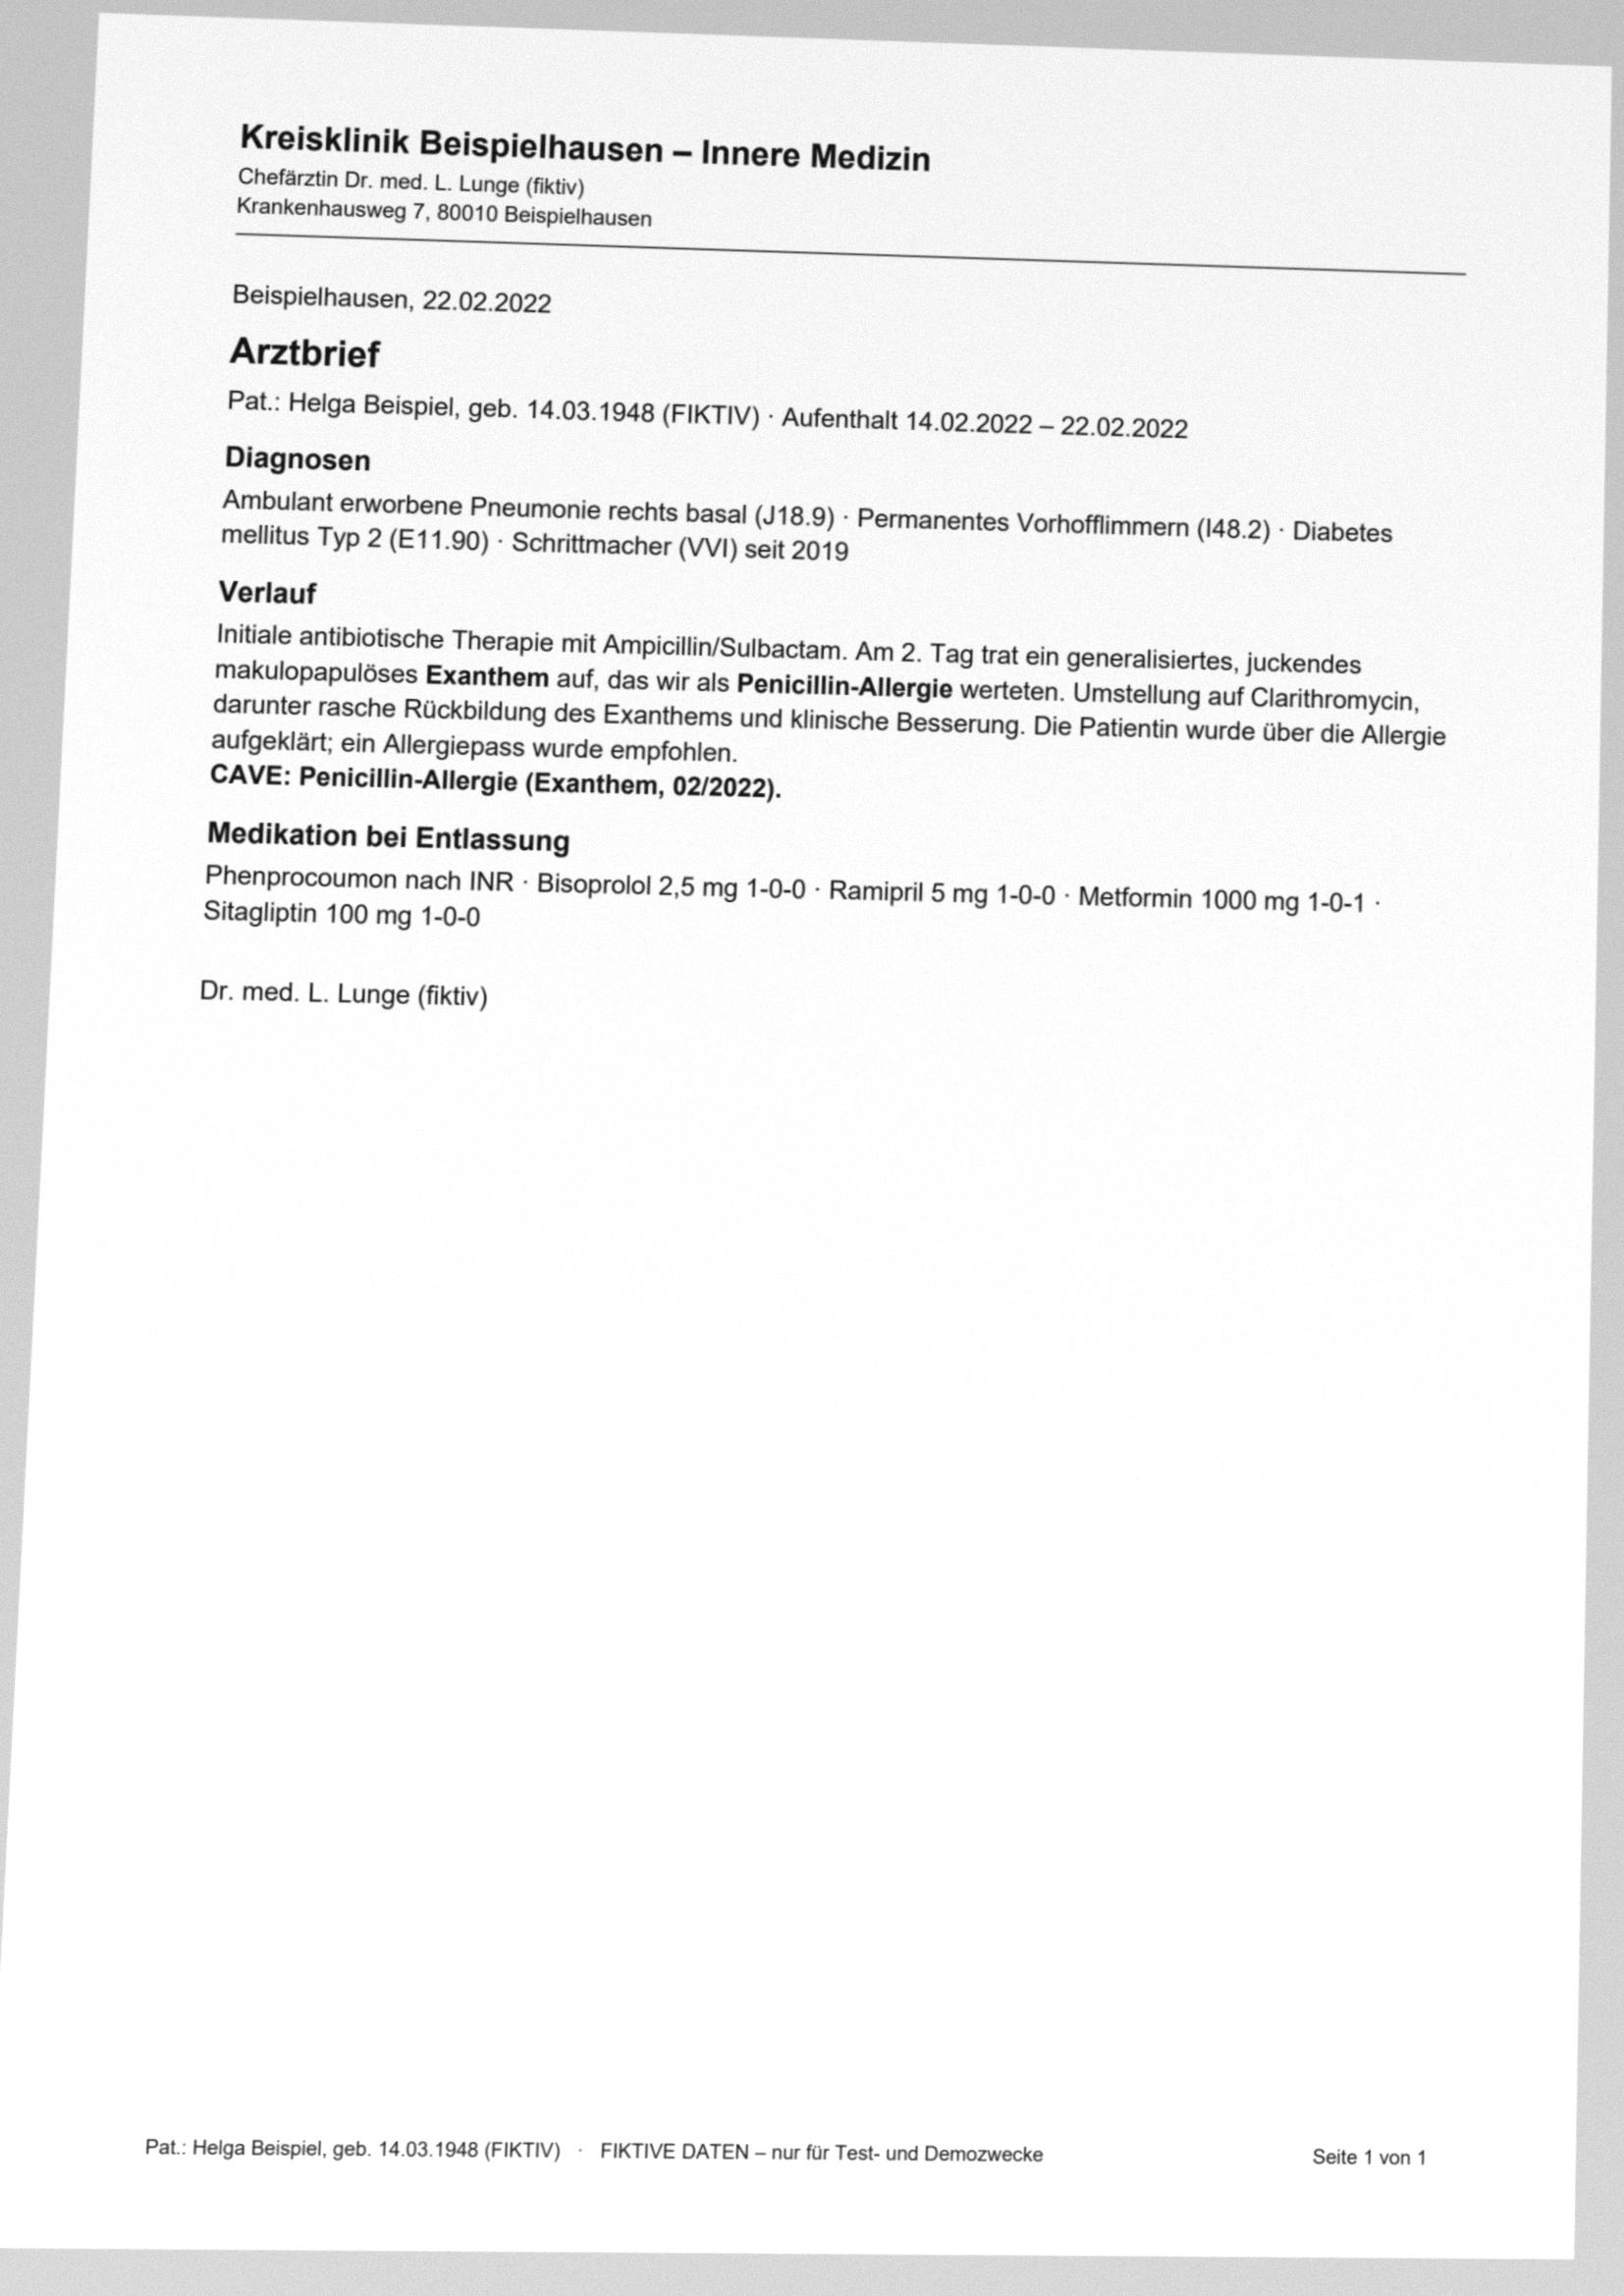 Kreisklinik Beispielhausen – Innere Medizin
Chefärztin Dr. med. L. Lunge (fiktiv)
Krankenhausweg 7, 80010 Beispielhausen
Beispielhausen, 22.02.2022
Arztbrief
Pat.: Helga Beispiel, geb. 14.03.1948 (FIKTIV) · Aufenthalt 14.02.2022 – 22.02.2022
Diagnosen
Ambulant erworbene Pneumonie rechts basal (J18.9) · Permanentes Vorhofflimmern (I48.2) · Diabetes
mellitus Typ 2 (E11.90) · Schrittmacher (VVI) seit 2019
Verlauf
Initiale antibiotische Therapie mit Ampicillin/Sulbactam. Am 2. Tag trat ein generalisiertes, juckendes
makulopapulöses Exanthem auf, das wir als Penicillin-Allergie werteten. Umstellung auf Clarithromycin,
darunter rasche Rückbildung des Exanthems und klinische Besserung. Die Patientin wurde über die Allergie
aufgeklärt; ein Allergiepass wurde empfohlen.
CAVE: Penicillin-Allergie (Exanthem, 02/2022).
Medikation bei Entlassung
Phenprocoumon nach INR · Bisoprolol 2,5 mg 1-0-0 · Ramipril 5 mg 1-0-0 · Metformin 1000 mg 1-0-1 ·
Sitagliptin 100 mg 1-0-0
Dr. med. L. Lunge (fiktiv)
Pat.: Helga Beispiel, geb. 14.03.1948 (FIKTIV) · FIKTIVE DATEN – nur für Test- und Demozwecke Seite 1 von 1